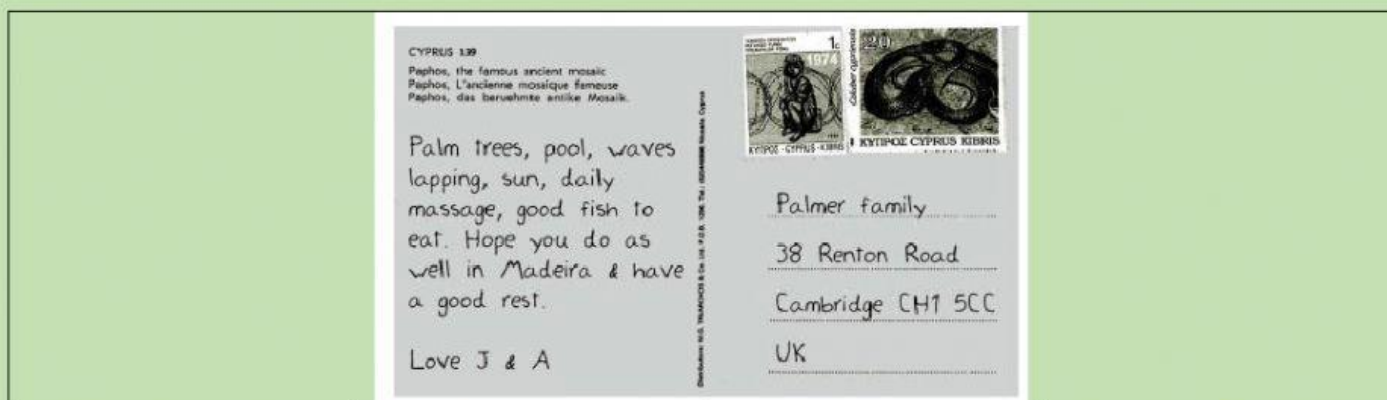 CYPRUS 139
Paphos, the famous ancient mosaic
Paphos, L'ancienne mosaïque fameuse
Paphos, das beruehmte antike Mosaik.
Palm trees, pool, waves
lapping, sun, daily
massage, good fish to
eat. Hope you do as
well in Madeira & have
a good rest.
Love J & A
1c
1974
ΚΥΠΡΟΣ - CYPRUS - KIBRIS
20
Coluber cypriensis
ΚΥΠΡΟΣ CYPRUS KIBRIS
Palmer family
38 Renton Road
Cambridge CH1 5CC
UK